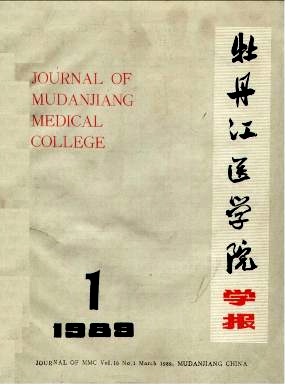 JOURNAL OF
MUDANJIANG
MEDICAL
COLLEGE
牡丹江医学院
学报
1
1989
JOURNAL OF MMC Vol.10 No.1 March 1989, MUDANJIANG CHINA